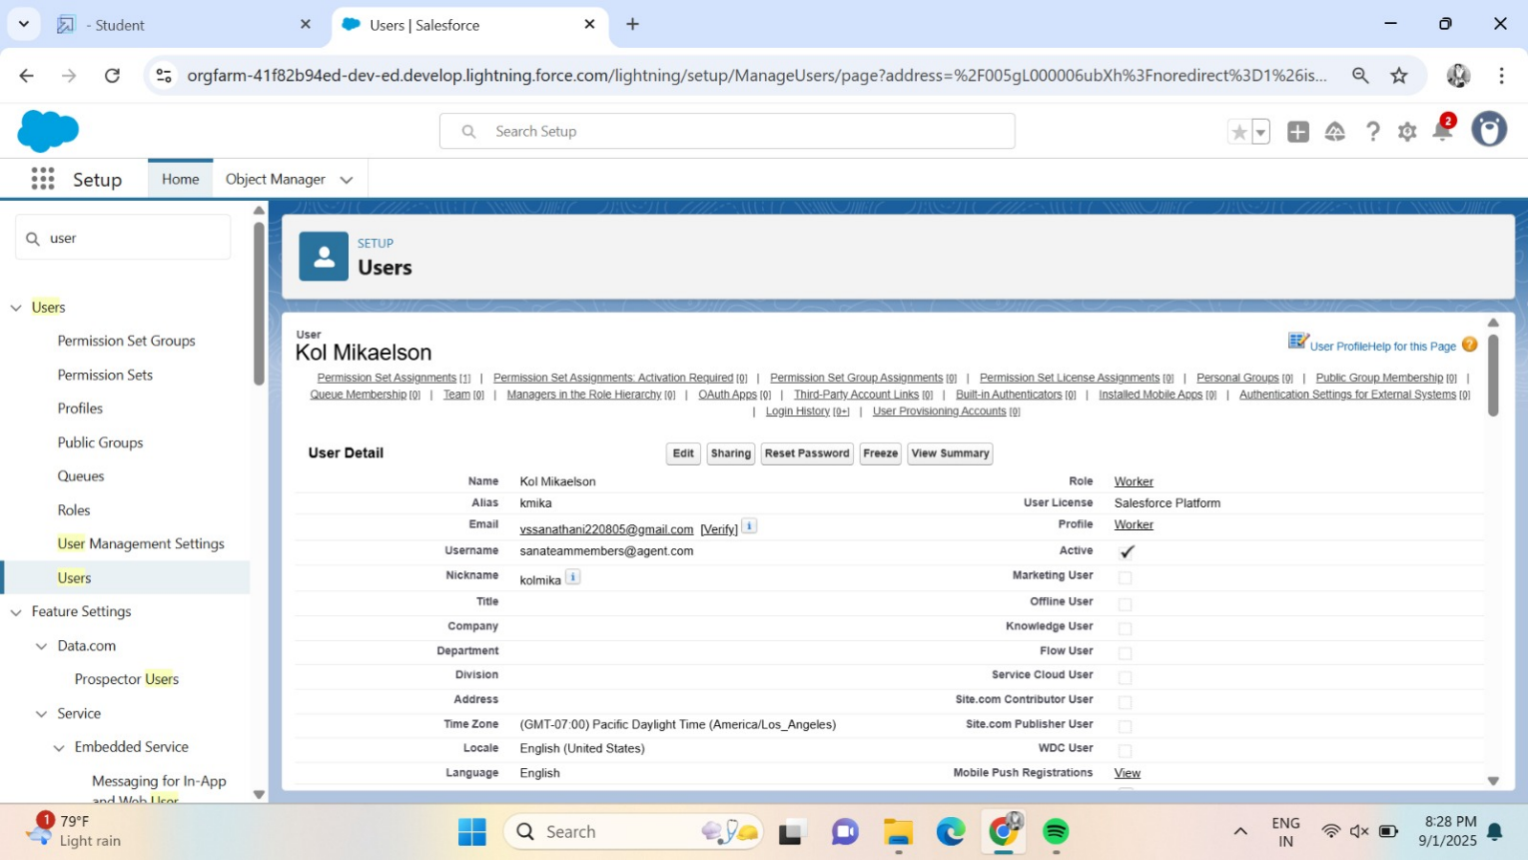 - Student
Users | Salesforce
orgfarm-41f82b94ed-dev-ed.develop.lightning.force.com/lightning/setup/ManageUsers/page?address=%2F005gL000006ubXh%3Fnoredirect%3D1%26is...
Search Setup
2
Setup
Home
Object Manager
user
Users
Permission Set Groups
Permission Sets
Profiles
Public Groups
Queues
Roles
User Management Settings
Users
Feature Settings
Data.com
Prospector Users
Service
Embedded Service
Messaging for In-App
and Web User
SETUP
Users
User
Kol Mikaelson
User Profile Help for this Page ?
Permission Set Assignments [1] | Permission Set Assignments: Activation Required [0] | Permission Set Group Assignments [0] | Permission Set License Assignments [0] | Personal Groups [0] | Public Group Membership [0] |
Queue Membership [0] | Team [0] | Managers in the Role Hierarchy [0] | OAuth Apps [0] | Third-Party Account Links [0] | Built-in Authenticators [0] | Installed Mobile Apps [0] | Authentication Settings for External Systems [0]
| Login History [0+] | User Provisioning Accounts [0]
User Detail
Edit Sharing Reset Password Freeze View Summary
Name Kol Mikaelson Role Worker
Alias kmika User License Salesforce Platform
Email vssanathani220805@gmail.com [Verify] i Profile Worker
Username sanateammembers@agent.com Active
Nickname kolmika i Marketing User
Title Offline User
Company Knowledge User
Department Flow User
Division Service Cloud User
Address Site.com Contributor User
Time Zone (GMT-07:00) Pacific Daylight Time (America/Los_Angeles) Site.com Publisher User
Locale English (United States) WDC User
Language English Mobile Push Registrations View
1
79°F
Light rain
Search
ENG
IN
8:28 PM
9/1/2025